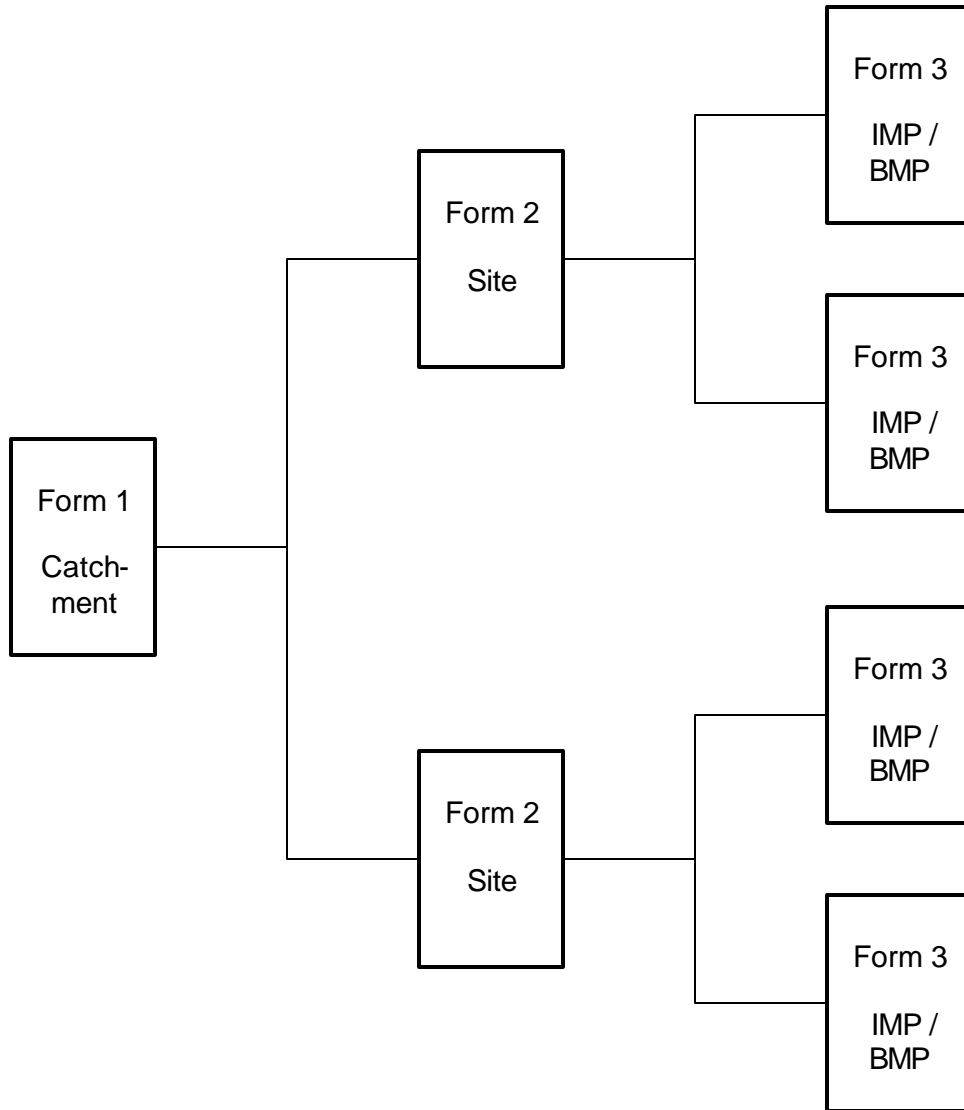 Form 3
IMP /
BMP
Form 2
Site
Form 3
IMP /
BMP
Form 1
Catch-
ment
Form 3
IMP /
BMP
Form 2
Site
Form 3
IMP /
BMP